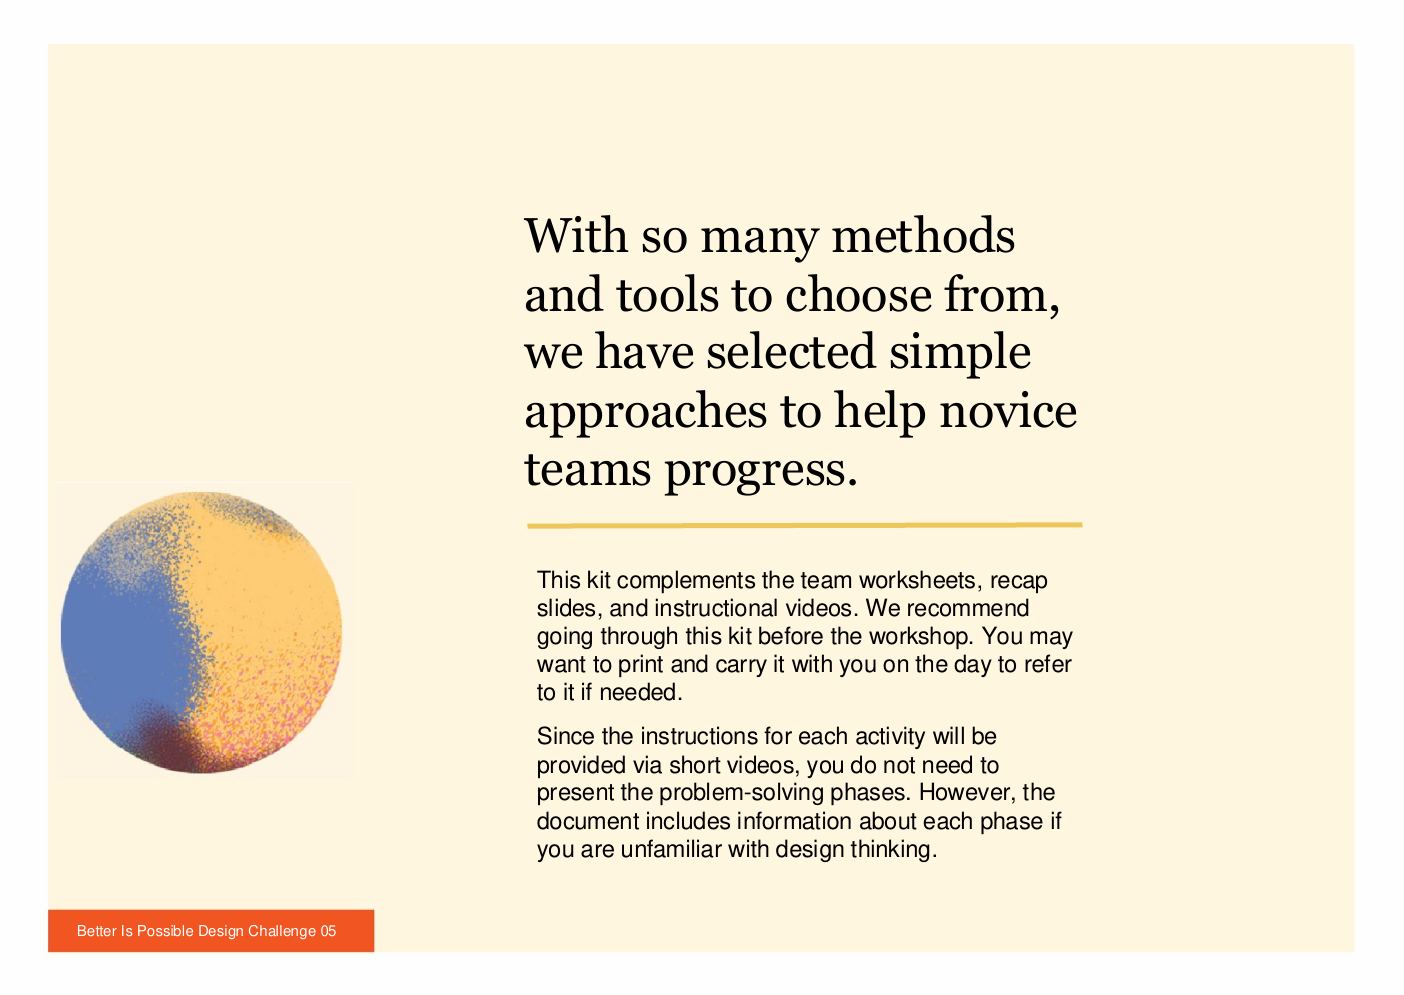 With so many methods
and tools to choose from,
we have selected simple
approaches to help novice
teams progress.
This kit complements the team worksheets, recap
slides, and instructional videos. We recommend
going through this kit before the workshop. You may
want to print and carry it with you on the day to refer
to it if needed.
Since the instructions for each activity will be
provided via short videos, you do not need to
present the problem-solving phases. However, the
document includes information about each phase if
you are unfamiliar with design thinking.
Better Is Possible Design Challenge 05